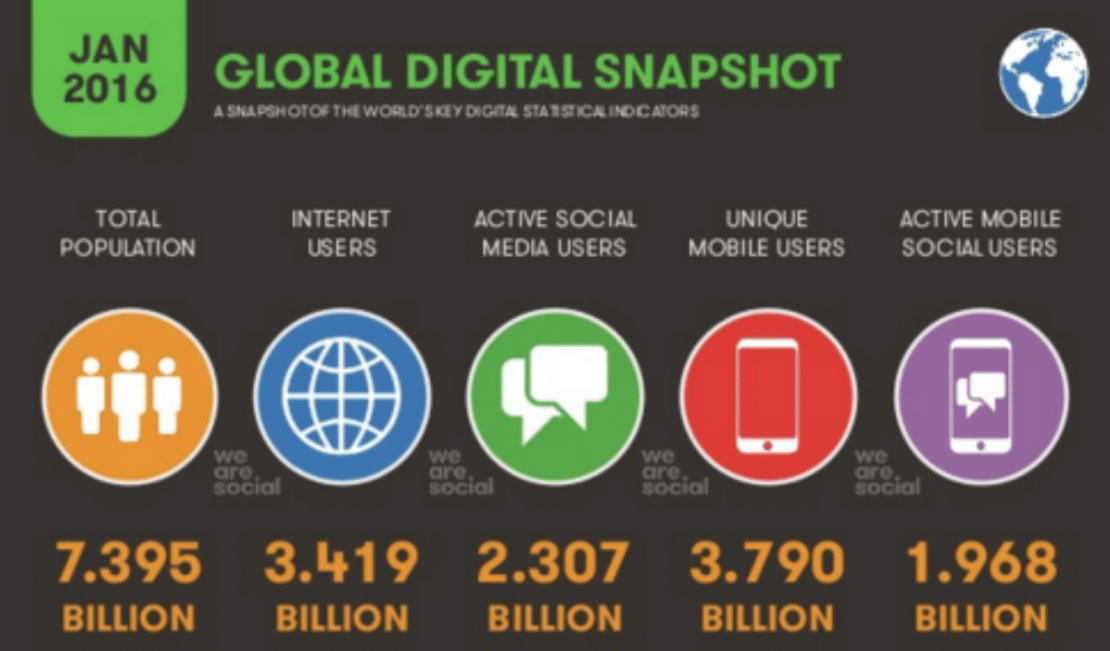 JAN
2016
GLOBAL DIGITAL SNAPSHOT
A SNAPSHOT OF THE WORLD'S KEY DIGITAL STATISTICAL INDICATORS
TOTAL
POPULATION
INTERNET
USERS
ACTIVE SOCIAL
MEDIA USERS
UNIQUE
MOBILE USERS
ACTIVE MOBILE
SOCIAL USERS
we
are
social
we
are
social
we
are
social
we
are
social
7.395
BILLION
3.419
BILLION
2.307
BILLION
3.790
BILLION
1.968
BILLION